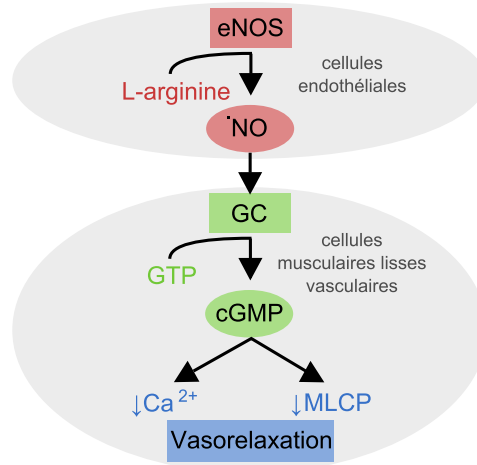 eNOS
cellules
endothéliales
L-arginine
·NO
GC
cellules
musculaires lisses
vasculaires
GTP
cGMP
↓Ca²⁺
↓MLCP
Vasorelaxation